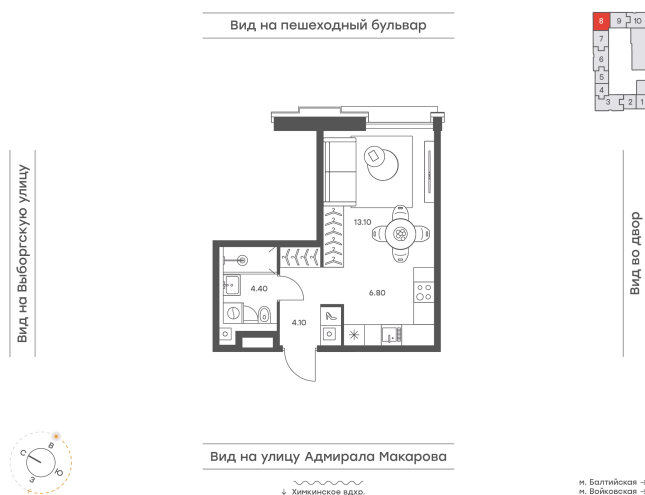 Вид на пешеходный бульвар
8 9 10
7
6
5
4
3 2 1
Вид на Выборгскую улицу
Вид во двор
13.10
4.40
6.80
4.10
Вид на улицу Адмирала Макарова
С В Ю З
↓ Химкинское вдхр.
м. Балтийская →
м. Войковская →